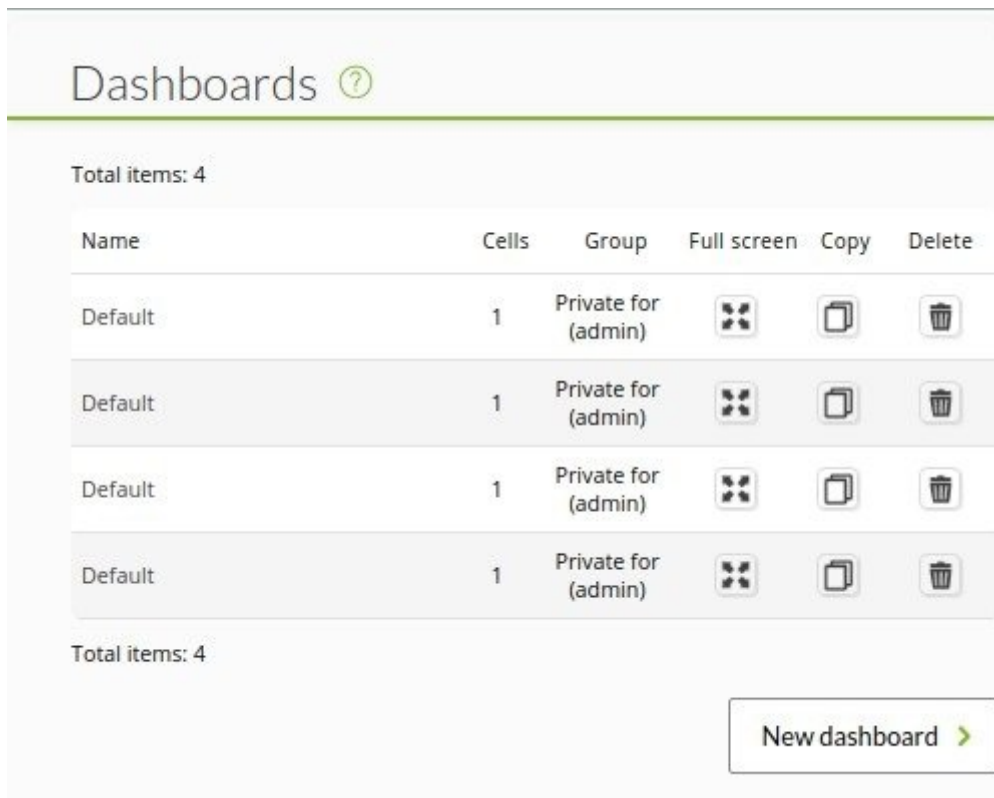 Dashboards ?
Total items: 4
Name Cells Group Full screen Copy Delete
Default 1 Private for (admin)
Default 1 Private for (admin)
Default 1 Private for (admin)
Default 1 Private for (admin)
Total items: 4
New dashboard